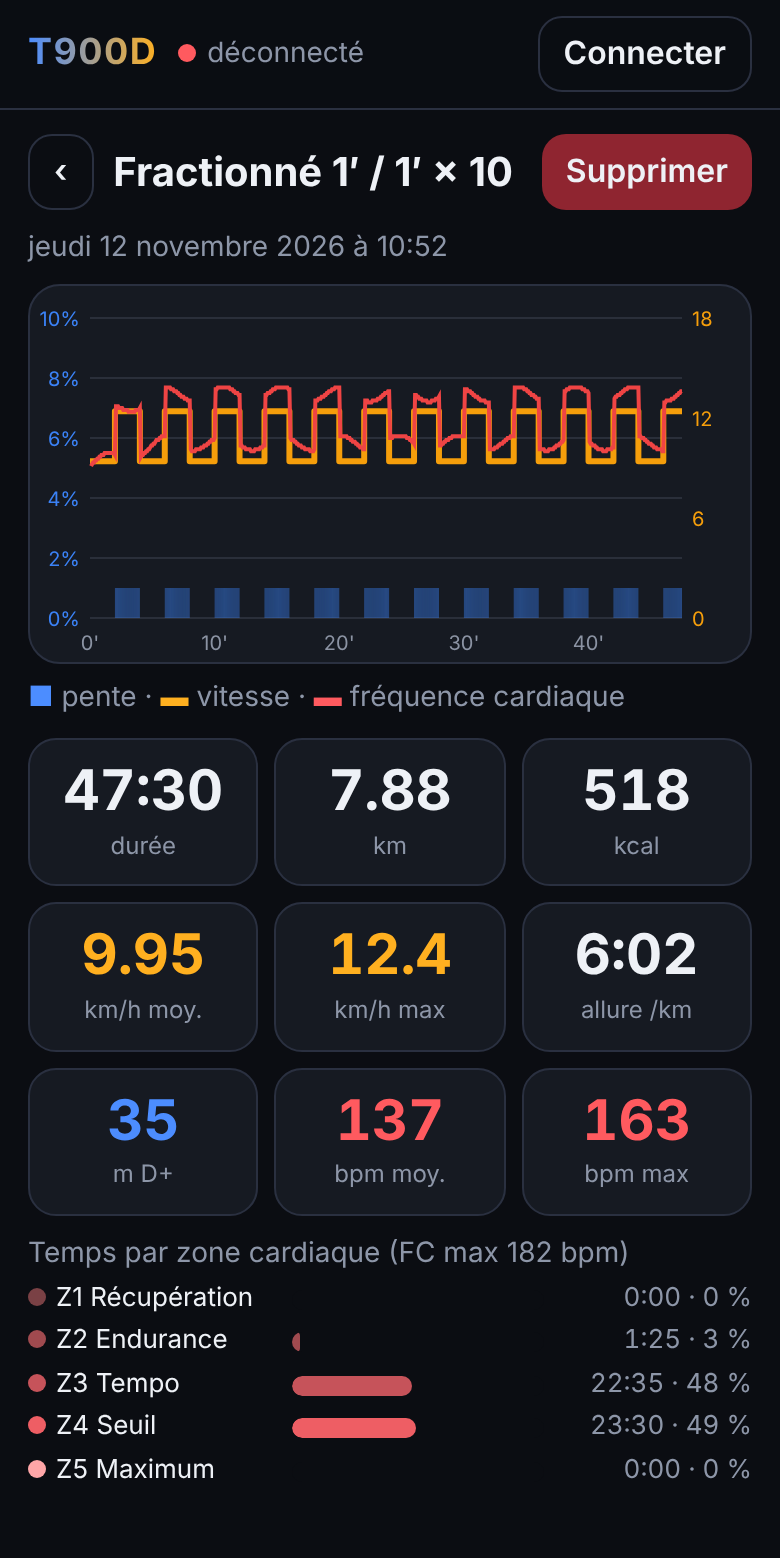 T900D déconnecté Connecter
‹ Fractionné 1′ / 1′ × 10 Supprimer
jeudi 12 novembre 2026 à 10:52
10% 18
8%
12
6%
4%
6
2%
0% 0
0' 10' 20' 30' 40'
pente · vitesse · fréquence cardiaque
47:30 7.88 518
durée km kcal
9.95 12.4 6:02
km/h moy. km/h max allure /km
35 137 163
m D+ bpm moy. bpm max
Temps par zone cardiaque (FC max 182 bpm)
Z1 Récupération 0:00 · 0 %
Z2 Endurance 1:25 · 3 %
Z3 Tempo 22:35 · 48 %
Z4 Seuil 23:30 · 49 %
Z5 Maximum 0:00 · 0 %